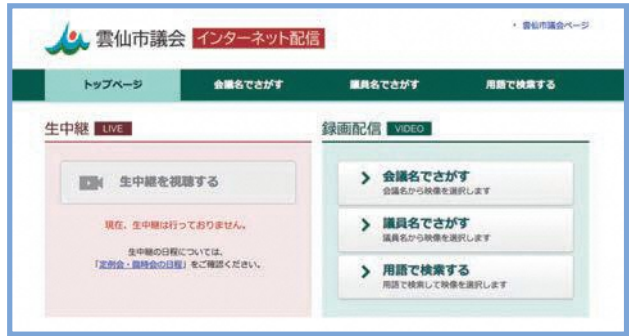 雲仙市議会 インターネット配信
・雲仙市議会ページ
トップページ 会議名でさがす 議員名でさがす 用語で検索する
生中継 LIVE
生中継を視聴する
現在、生中継は行っておりません。
生中継の日程については、
「定例会・臨時会の日程」をご確認ください。
録画配信 VIDEO
会議名でさがす
会議名から映像を選択します
議員名でさがす
議員名から映像を選択します
用語で検索する
用語で検索して映像を選択します